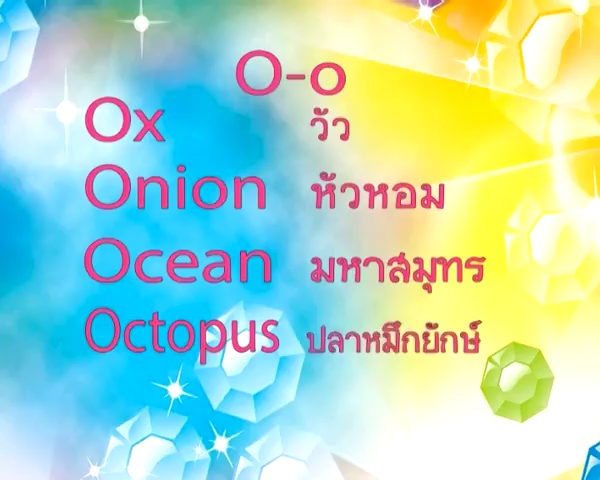 O-o
Ox วัว
Onion หัวหอม
Ocean มหาสมุทร
Octopus ปลาหมึกยักษ์